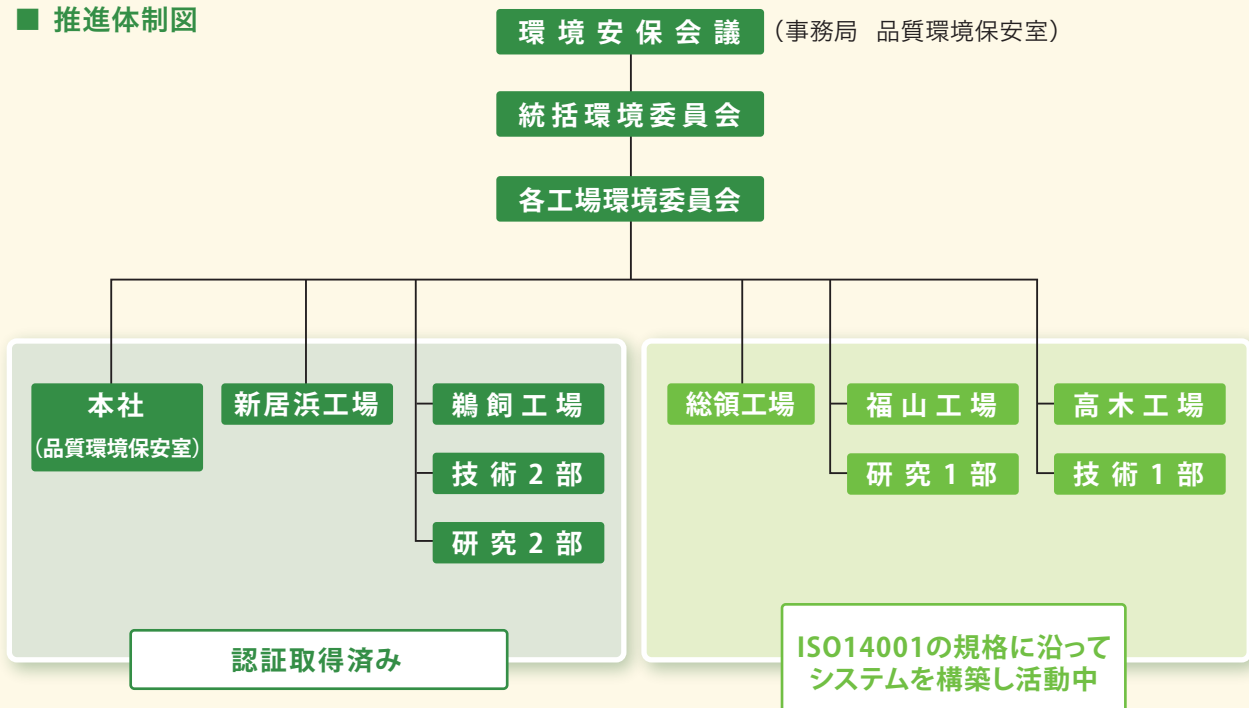 ■ 推進体制図
環境安保会議 （事務局 品質環境保安室）
統括環境委員会
各工場環境委員会
本社
（品質環境保安室）
新居浜工場
鵜飼工場
技術2部
研究2部
総領工場
福山工場
研究1部
高木工場
技術1部
認証取得済み
ISO14001の規格に沿って
システムを構築し活動中